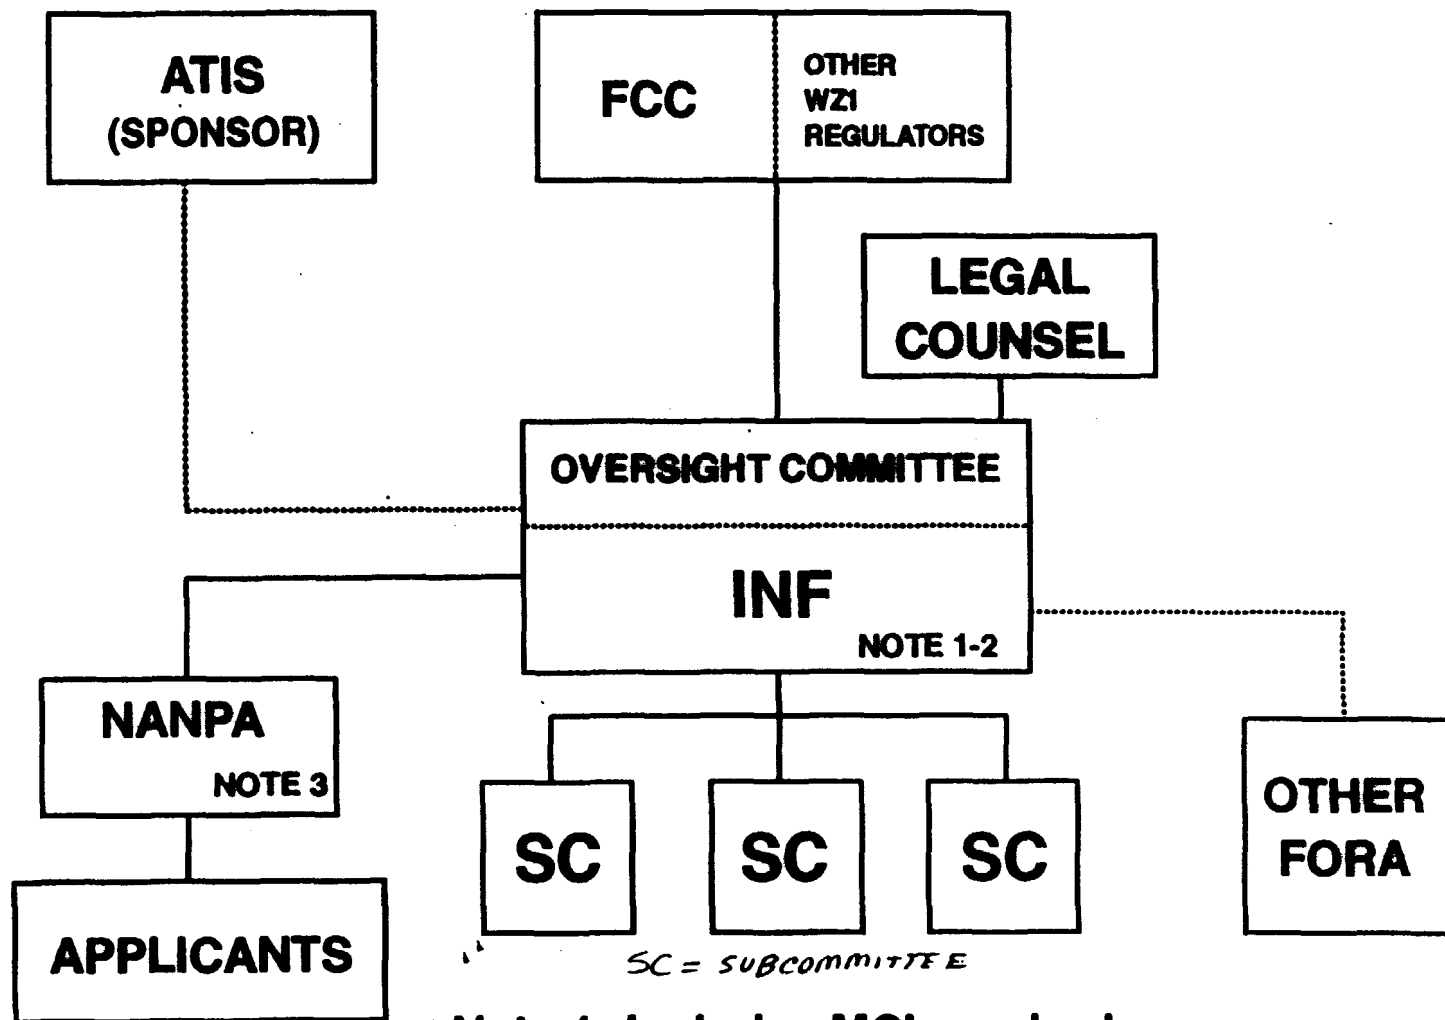 ATIS
(SPONSOR)
FCC
OTHER
WZ1
REGULATORS
LEGAL
COUNSEL
OVERSIGHT COMMITTEE
INF
NOTE 1-2
NANPA
NOTE 3
SC
SC
SC
OTHER
FORA
APPLICANTS
SC = SUBCOMMITTEE